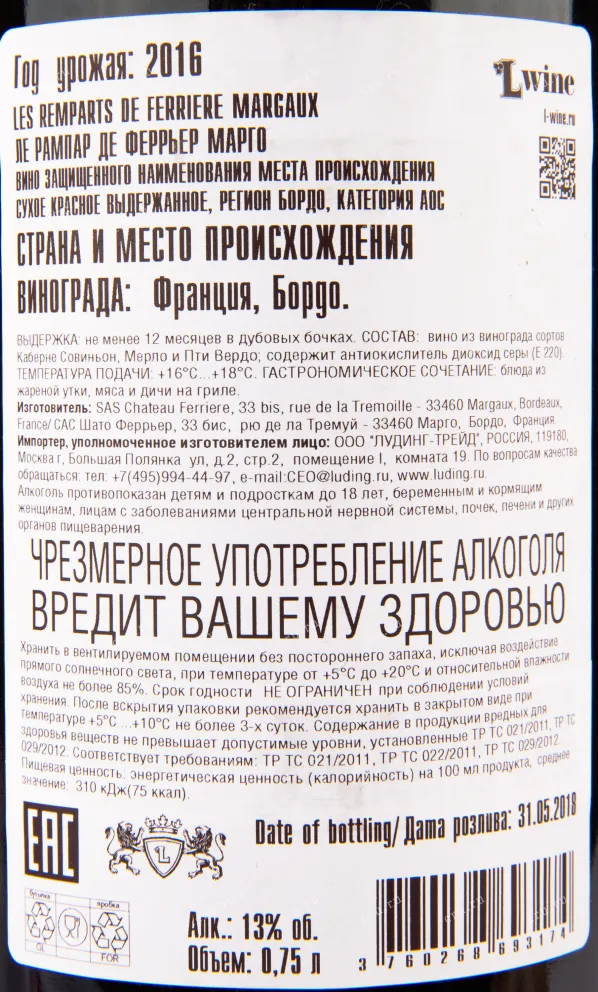 Год урожая: 2016
Lwine
l-wine.ru
LES REMPARTS DE FERRIERE MARGAUX
ЛЕ РАМПАР ДЕ ФЕРРЬЕР МАРГО
ВИНО ЗАЩИЩЕННОГО НАИМЕНОВАНИЯ МЕСТА ПРОИСХОЖДЕНИЯ
СУХОЕ КРАСНОЕ ВЫДЕРЖАННОЕ, РЕГИОН БОРДО, КАТЕГОРИЯ АОС
СТРАНА И МЕСТО ПРОИСХОЖДЕНИЯ
ВИНОГРАДА: Франция, Бордо.
ВЫДЕРЖКА: не менее 12 месяцев в дубовых бочках. СОСТАВ: вино из винограда сортов
Каберне Совиньон, Мерло и Пти Вердо; содержит антиокислитель диоксид серы (Е 220).
ТЕМПЕРАТУРА ПОДАЧИ: +16°С...+18°С. ГАСТРОНОМИЧЕСКОЕ СОЧЕТАНИЕ: блюда из
жареной утки, мяса и дичи на гриле.
Изготовитель: SAS Chateau Ferriere, 33 bis, rue de la Tremoille - 33460 Margaux, Bordeaux,
France/ САС Шато Феррьер, 33 бис, рю де ла Тремуй - 33460 Марго, Бордо, Франция.
Импортер, уполномоченное изготовителем лицо: ООО "ЛУДИНГ-ТРЕЙД", РОССИЯ, 119180,
Москва г, Большая Полянка ул, д.2, стр.2, помещение I, комната 19. По вопросам качества
обращаться: тел: +7(495)994-44-97, e-mail:CEO@luding.ru, www.luding.ru.
Алкоголь противопоказан детям и подросткам до 18 лет, беременным и кормящим
женщинам, лицам с заболеваниями центральной нервной системы, почек, печени и других
органов пищеварения.
ЧРЕЗМЕРНОЕ УПОТРЕБЛЕНИЕ АЛКОГОЛЯ
ВРЕДИТ ВАШЕМУ ЗДОРОВЬЮ
Хранить в вентилируемом помещении без постороннего запаха, исключая воздействие
прямого солнечного света, при температуре от +5°С до +20°С и относительной влажности
воздуха не более 85%. Срок годности НЕ ОГРАНИЧЕН при соблюдении условий
хранения. После вскрытия упаковки рекомендуется хранить в закрытом виде при
температуре +5°С ...+10°С не более 3-х суток. Содержание в продукции вредных для
здоровья веществ не превышает допустимые уровни, установленные ТР ТС 021/2011, ТР ТС
029/2012. Соответствует требованиям: ТР ТС 021/2011, ТР ТС 022/2011, ТР ТС 029/2012.
Пищевая ценность: энергетическая ценность (калорийность) на 100 мл продукта, среднее
значение: 310 кДж(75 ккал).
EAC
L
Date of bottling/ Дата розлива: 31.05.2018
бутылка
пробка
GL
FOR
Алк.: 13% об.
Объем: 0,75 л
3 760268 693174